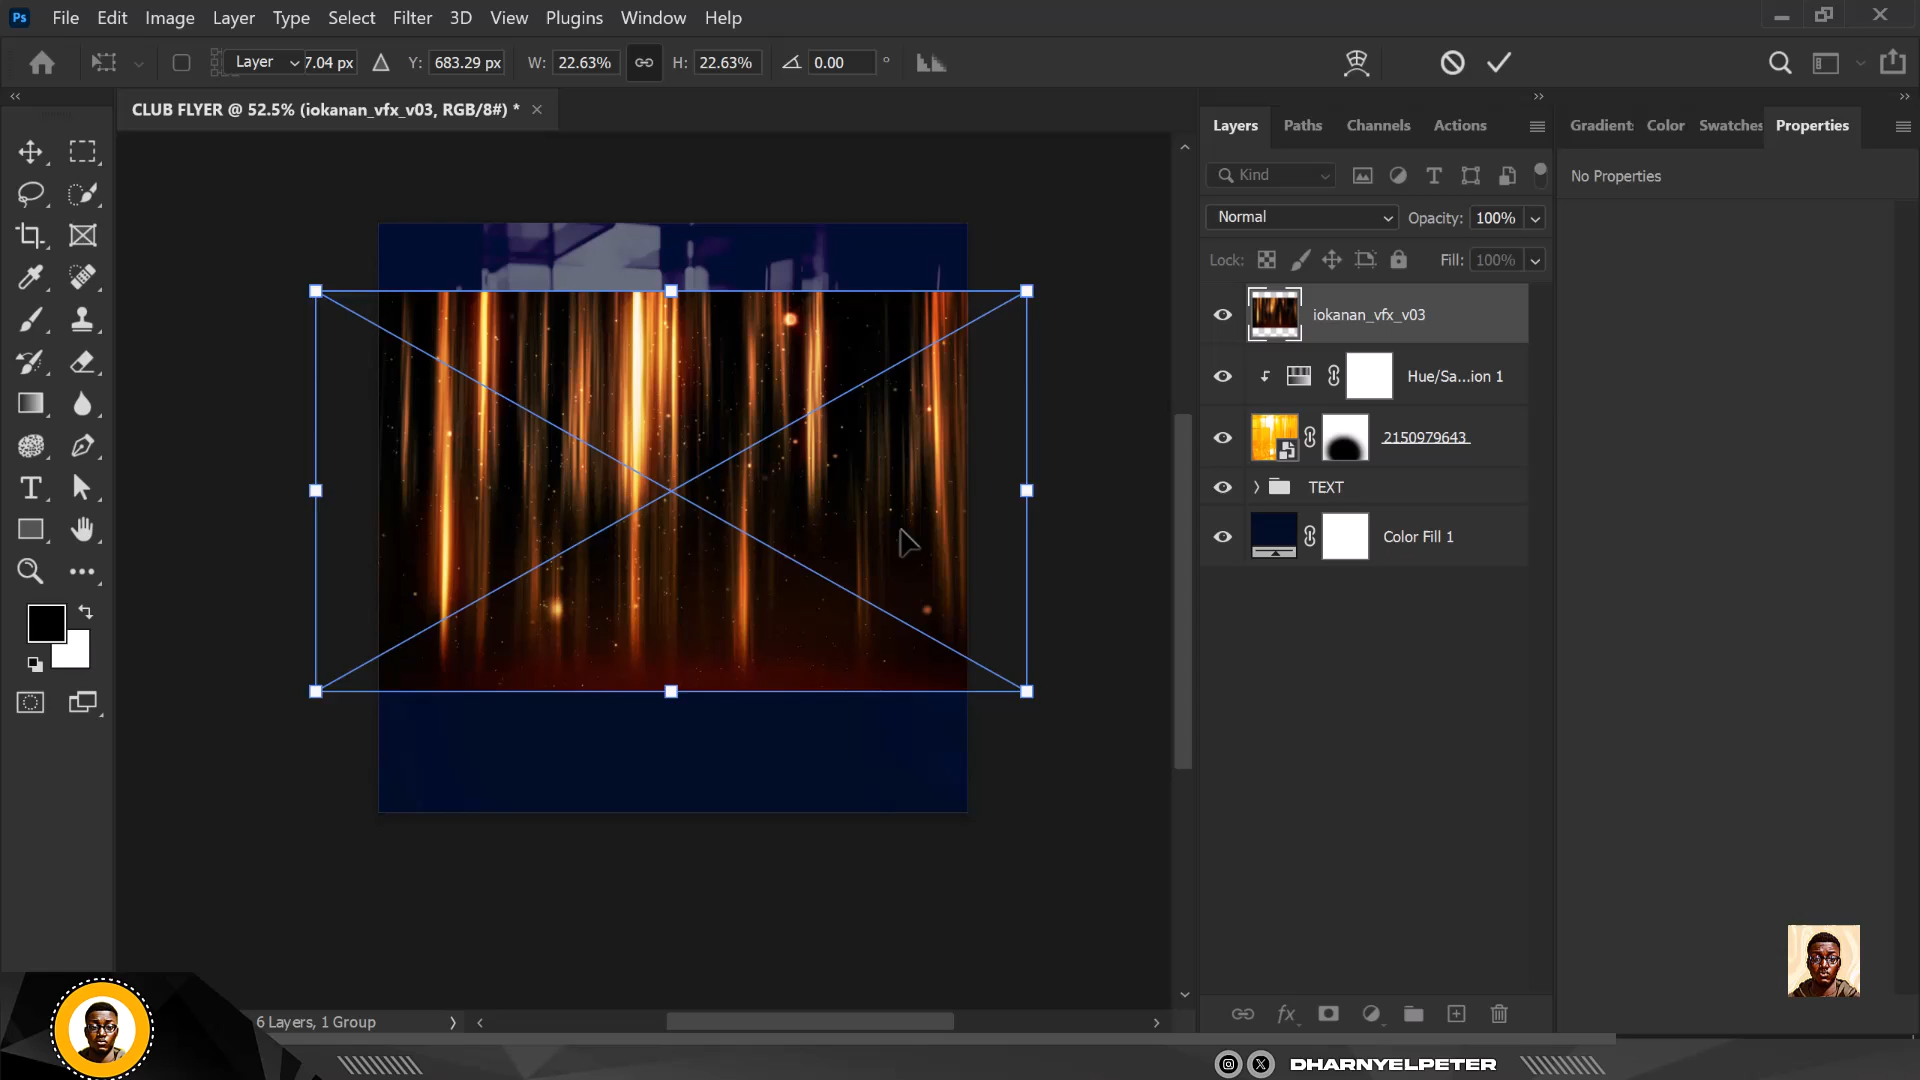 Ps File Edit Image Layer Type Select Filter 3D View Plugins Window Help
Layer 7.04 px Y: 683.29 px W: 22.63% H: 22.63% 0.00 °
CLUB FLYER @ 52.5% (iokanan_vfx_v03, RGB/8#) *
Layers Paths Channels Actions
Gradient Color Swatches Properties
Kind
No Properties
Normal Opacity: 100%
Lock: Fill: 100%
iokanan_vfx_v03
Hue/Sa...ion 1
2150979643
TEXT
Color Fill 1
6 Layers, 1 Group
fx
DHARNYELPETER